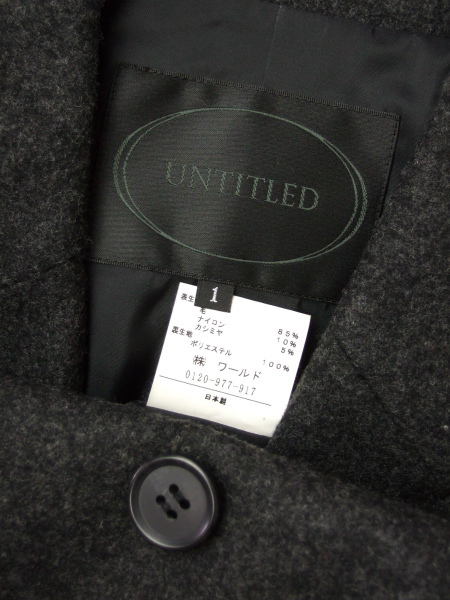 UNTITLED
1
表生
毛 85%
ナイロン 10%
カシミヤ 5%
裏生地
ポリエステル 100%
㈱ ワールド
0120-977-917
日本製